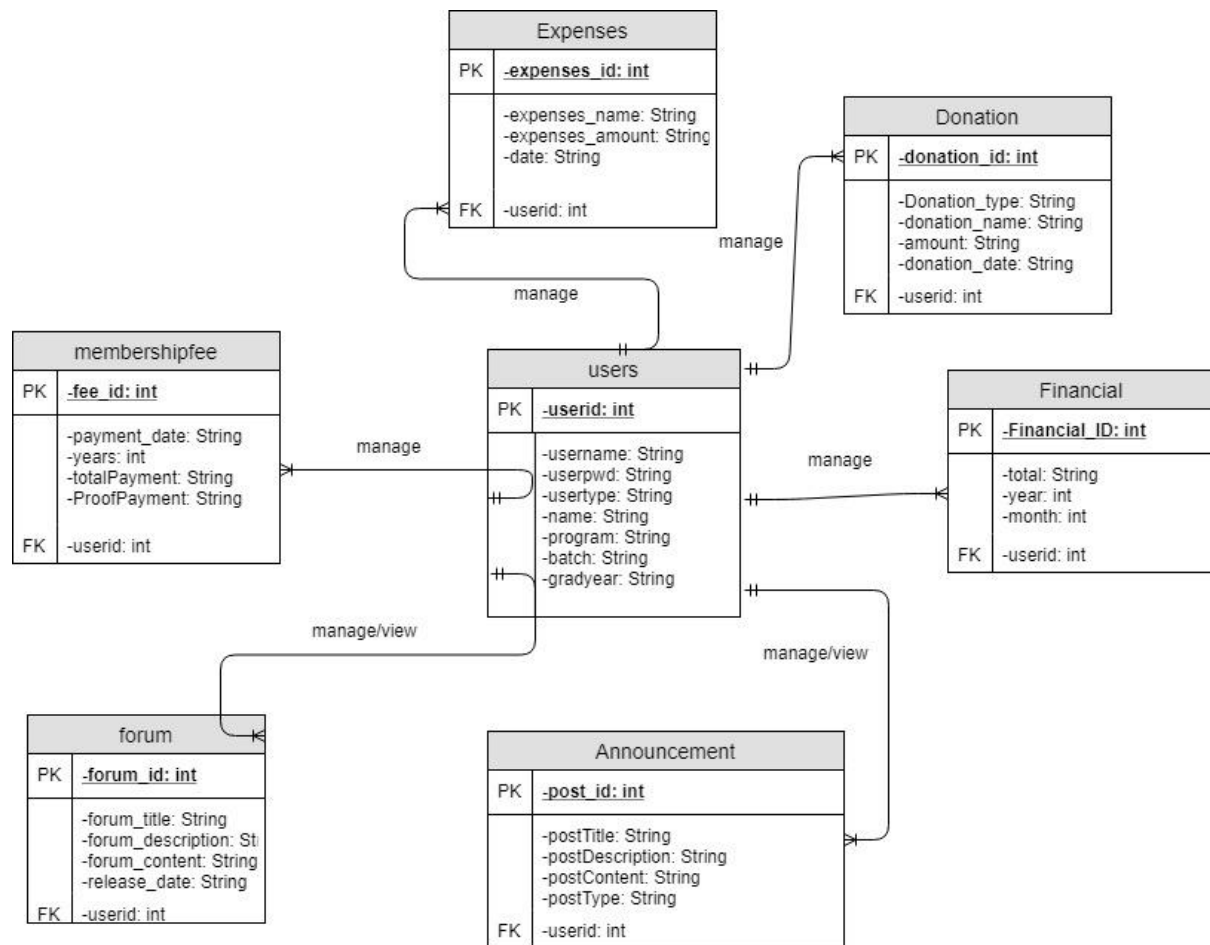 Expenses
PK -expenses_id: int
-expenses_name: String
-expenses_amount: String
-date: String
FK -userid: int
manage
Donation
PK -donation_id: int
-Donation_type: String
-donation_name: String
-amount: String
-donation_date: String
FK -userid: int
manage
membershipfee
PK -fee_id: int
-payment_date: String
-years: int
-totalPayment: String
-ProofPayment: String
FK -userid: int
manage
users
PK -userid: int
-username: String
-userpwd: String
-usertype: String
-name: String
-program: String
-batch: String
-gradyear: String
manage
Financial
PK -Financial_ID: int
-total: String
-year: int
-month: int
FK -userid: int
manage/view
manage/view
forum
PK -forum_id: int
-forum_title: String
-forum_description: St
-forum_content: String
-release_date: String
FK -userid: int
Announcement
PK -post_id: int
-postTitle: String
-postDescription: String
-postContent: String
-postType: String
FK -userid: int